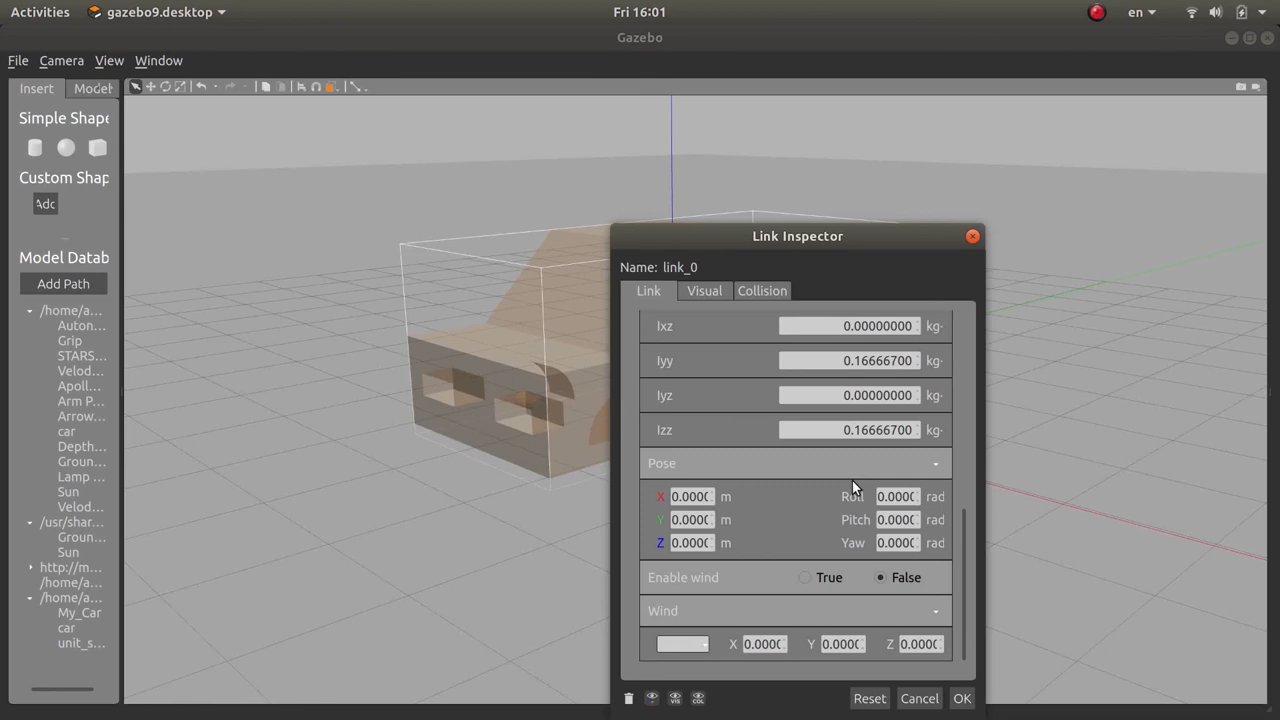 Activities gazebo9.desktop Fri 16:01 en
Gazebo
File Camera View Window
Insert Model
Simple Shape
Custom Shap
Adc
Model Datab
Add Path
/home/a...
Auton...
Grip
STARS...
Velod...
Apoll...
Arm P...
Arrow...
car
Depth...
Groun...
Lamp ...
Sun
Velod...
/usr/shar...
Groun...
Sun
http://m...
/home/a...
/home/a...
My_Car
car
unit_s...
Link Inspector
Name: link_0
Link Visual Collision
Ixz 0.00000000 kg·
Iyy 0.16666700 kg·
Iyz 0.00000000 kg·
Izz 0.16666700 kg·
Pose
X 0.0000 m Roll 0.0000 rad
Y 0.0000 m Pitch 0.0000 rad
Z 0.0000 m Yaw 0.0000 rad
Enable wind True False
Wind
X 0.0000 Y 0.0000 Z 0.0000
VIS COL Reset Cancel OK